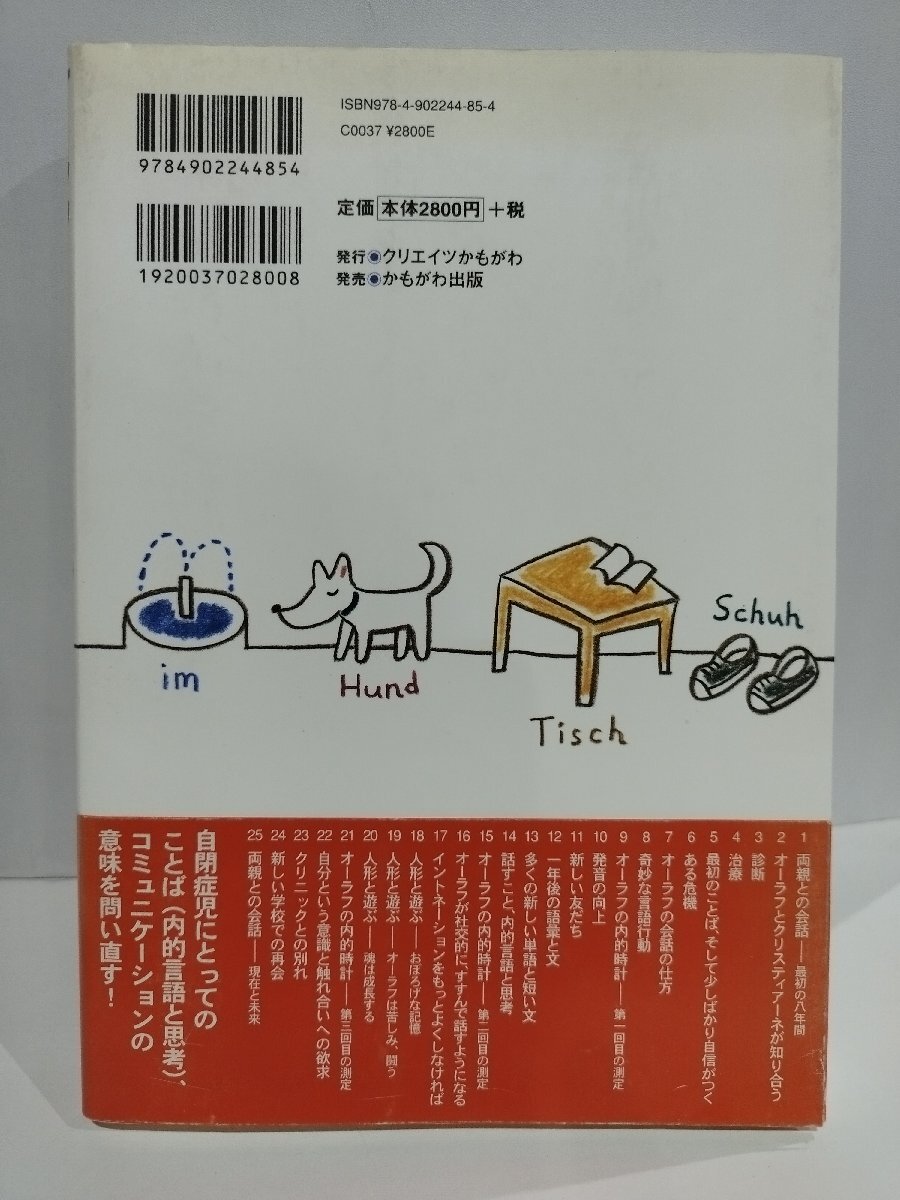 ISBN978-4-902244-85-4
C0037 ¥2800E
9784902244854
定価 本体2800円 +税
発行●クリエイツかもがわ
発売●かもがわ出版
1920037028008
im
Hund
Tisch
Schuh
1 両親との会話——最初の八年間
2 オーラフとクリスティアーネが知り合う
3 診断
4 治療
5 最初のことば、そして少しばかり自信がつく
6 ある危機
7 オーラフの会話の仕方
8 奇妙な言語行動
9 オーラフの内的時計——第一回目の測定
10 発音の向上
11 新しい友だち
12 一年後の語彙と文
13 多くの新しい単語と短い文
14 話すこと、内的言語と思考
15 オーラフの内的時計——第二回目の測定
16 オーラフが社交的に、すすんで話すようになる
17 イントネーションをもっとよくしなければ
18 人形と遊ぶ——おぼろげな記憶
19 人形と遊ぶ——オーラフは苦しみ、闘う
20 人形と遊ぶ——魂は成長する
21 オーラフの内的時計——第三回目の測定
22 自分という意識と触れ合いへの欲求
23 クリニックとの別れ
24 新しい学校での再会
25 両親との会話——現在と未来
自閉症児にとっての
ことば（内的言語と思考）、
コミュニケーションの
意味を問い直す！